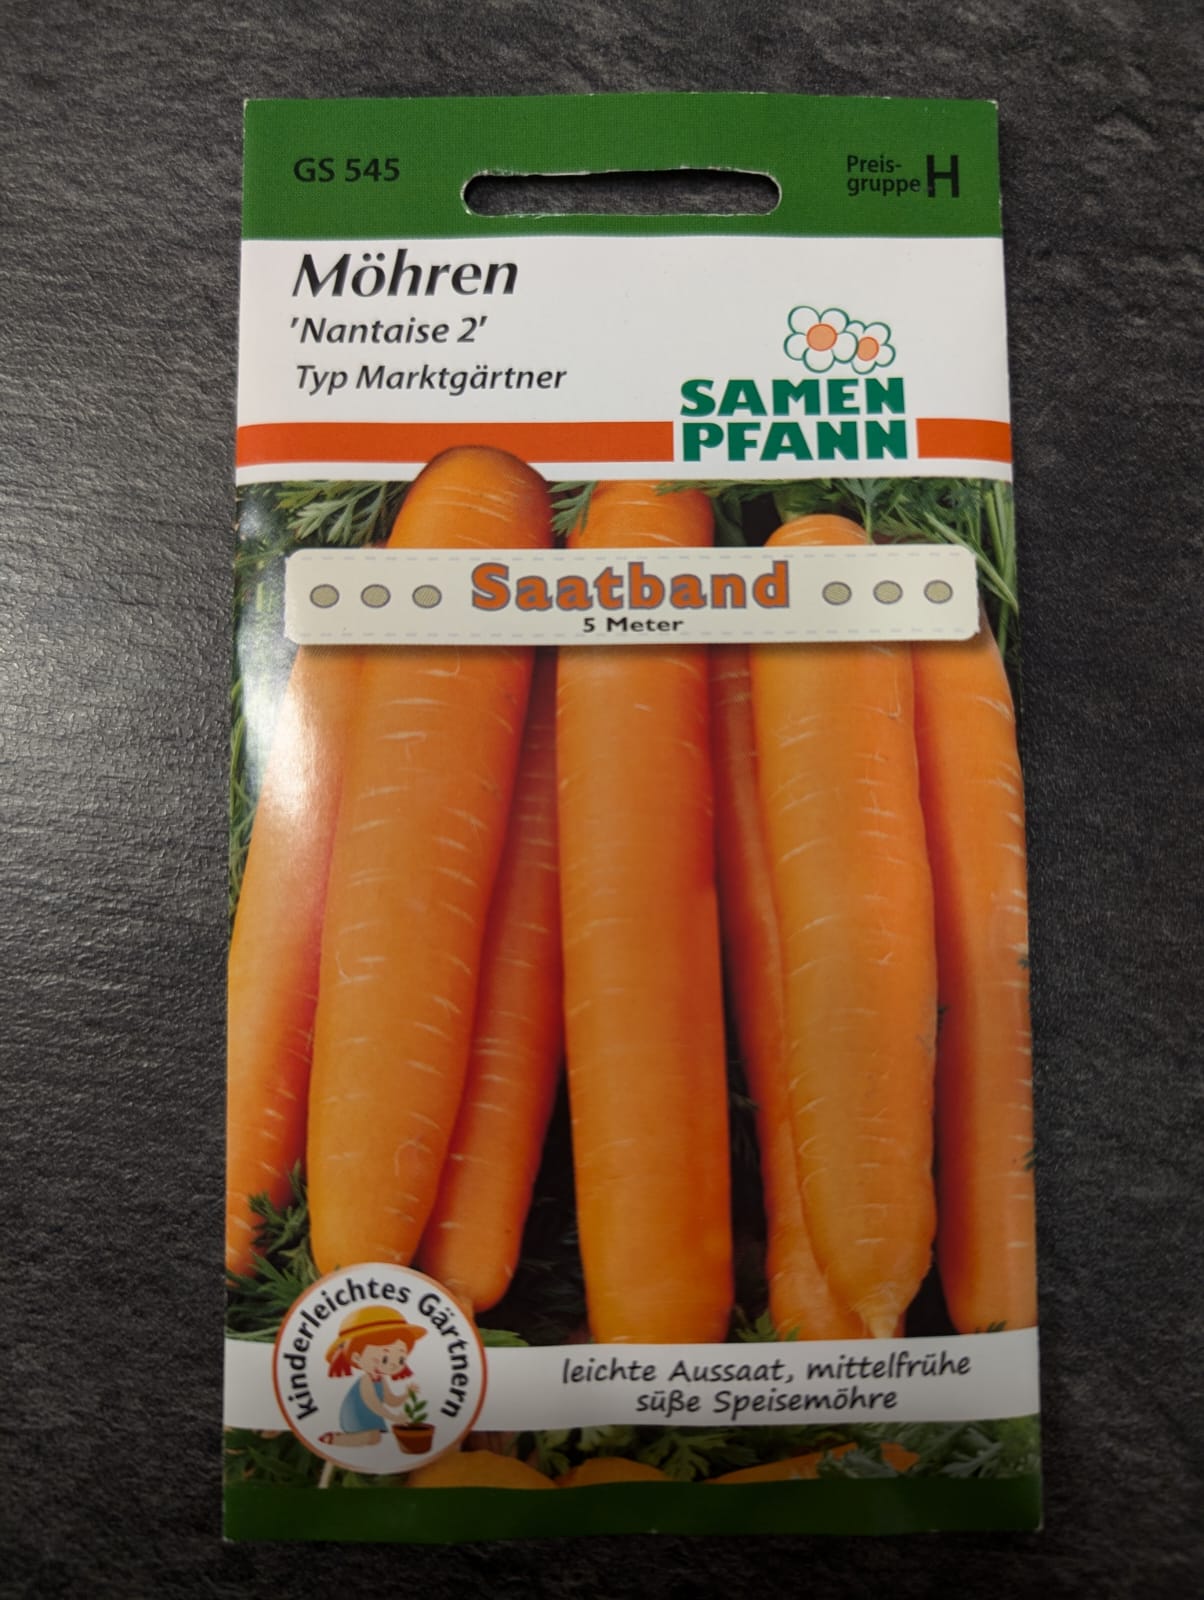 GS 545
Preis-
gruppe H
Möhren
'Nantaise 2'
Typ Marktgärtner
SAMEN
PFANN
Saatband
5 Meter
kinderleichtes Gärtnern
leichte Aussaat, mittelfrühe
süße Speisemöhre